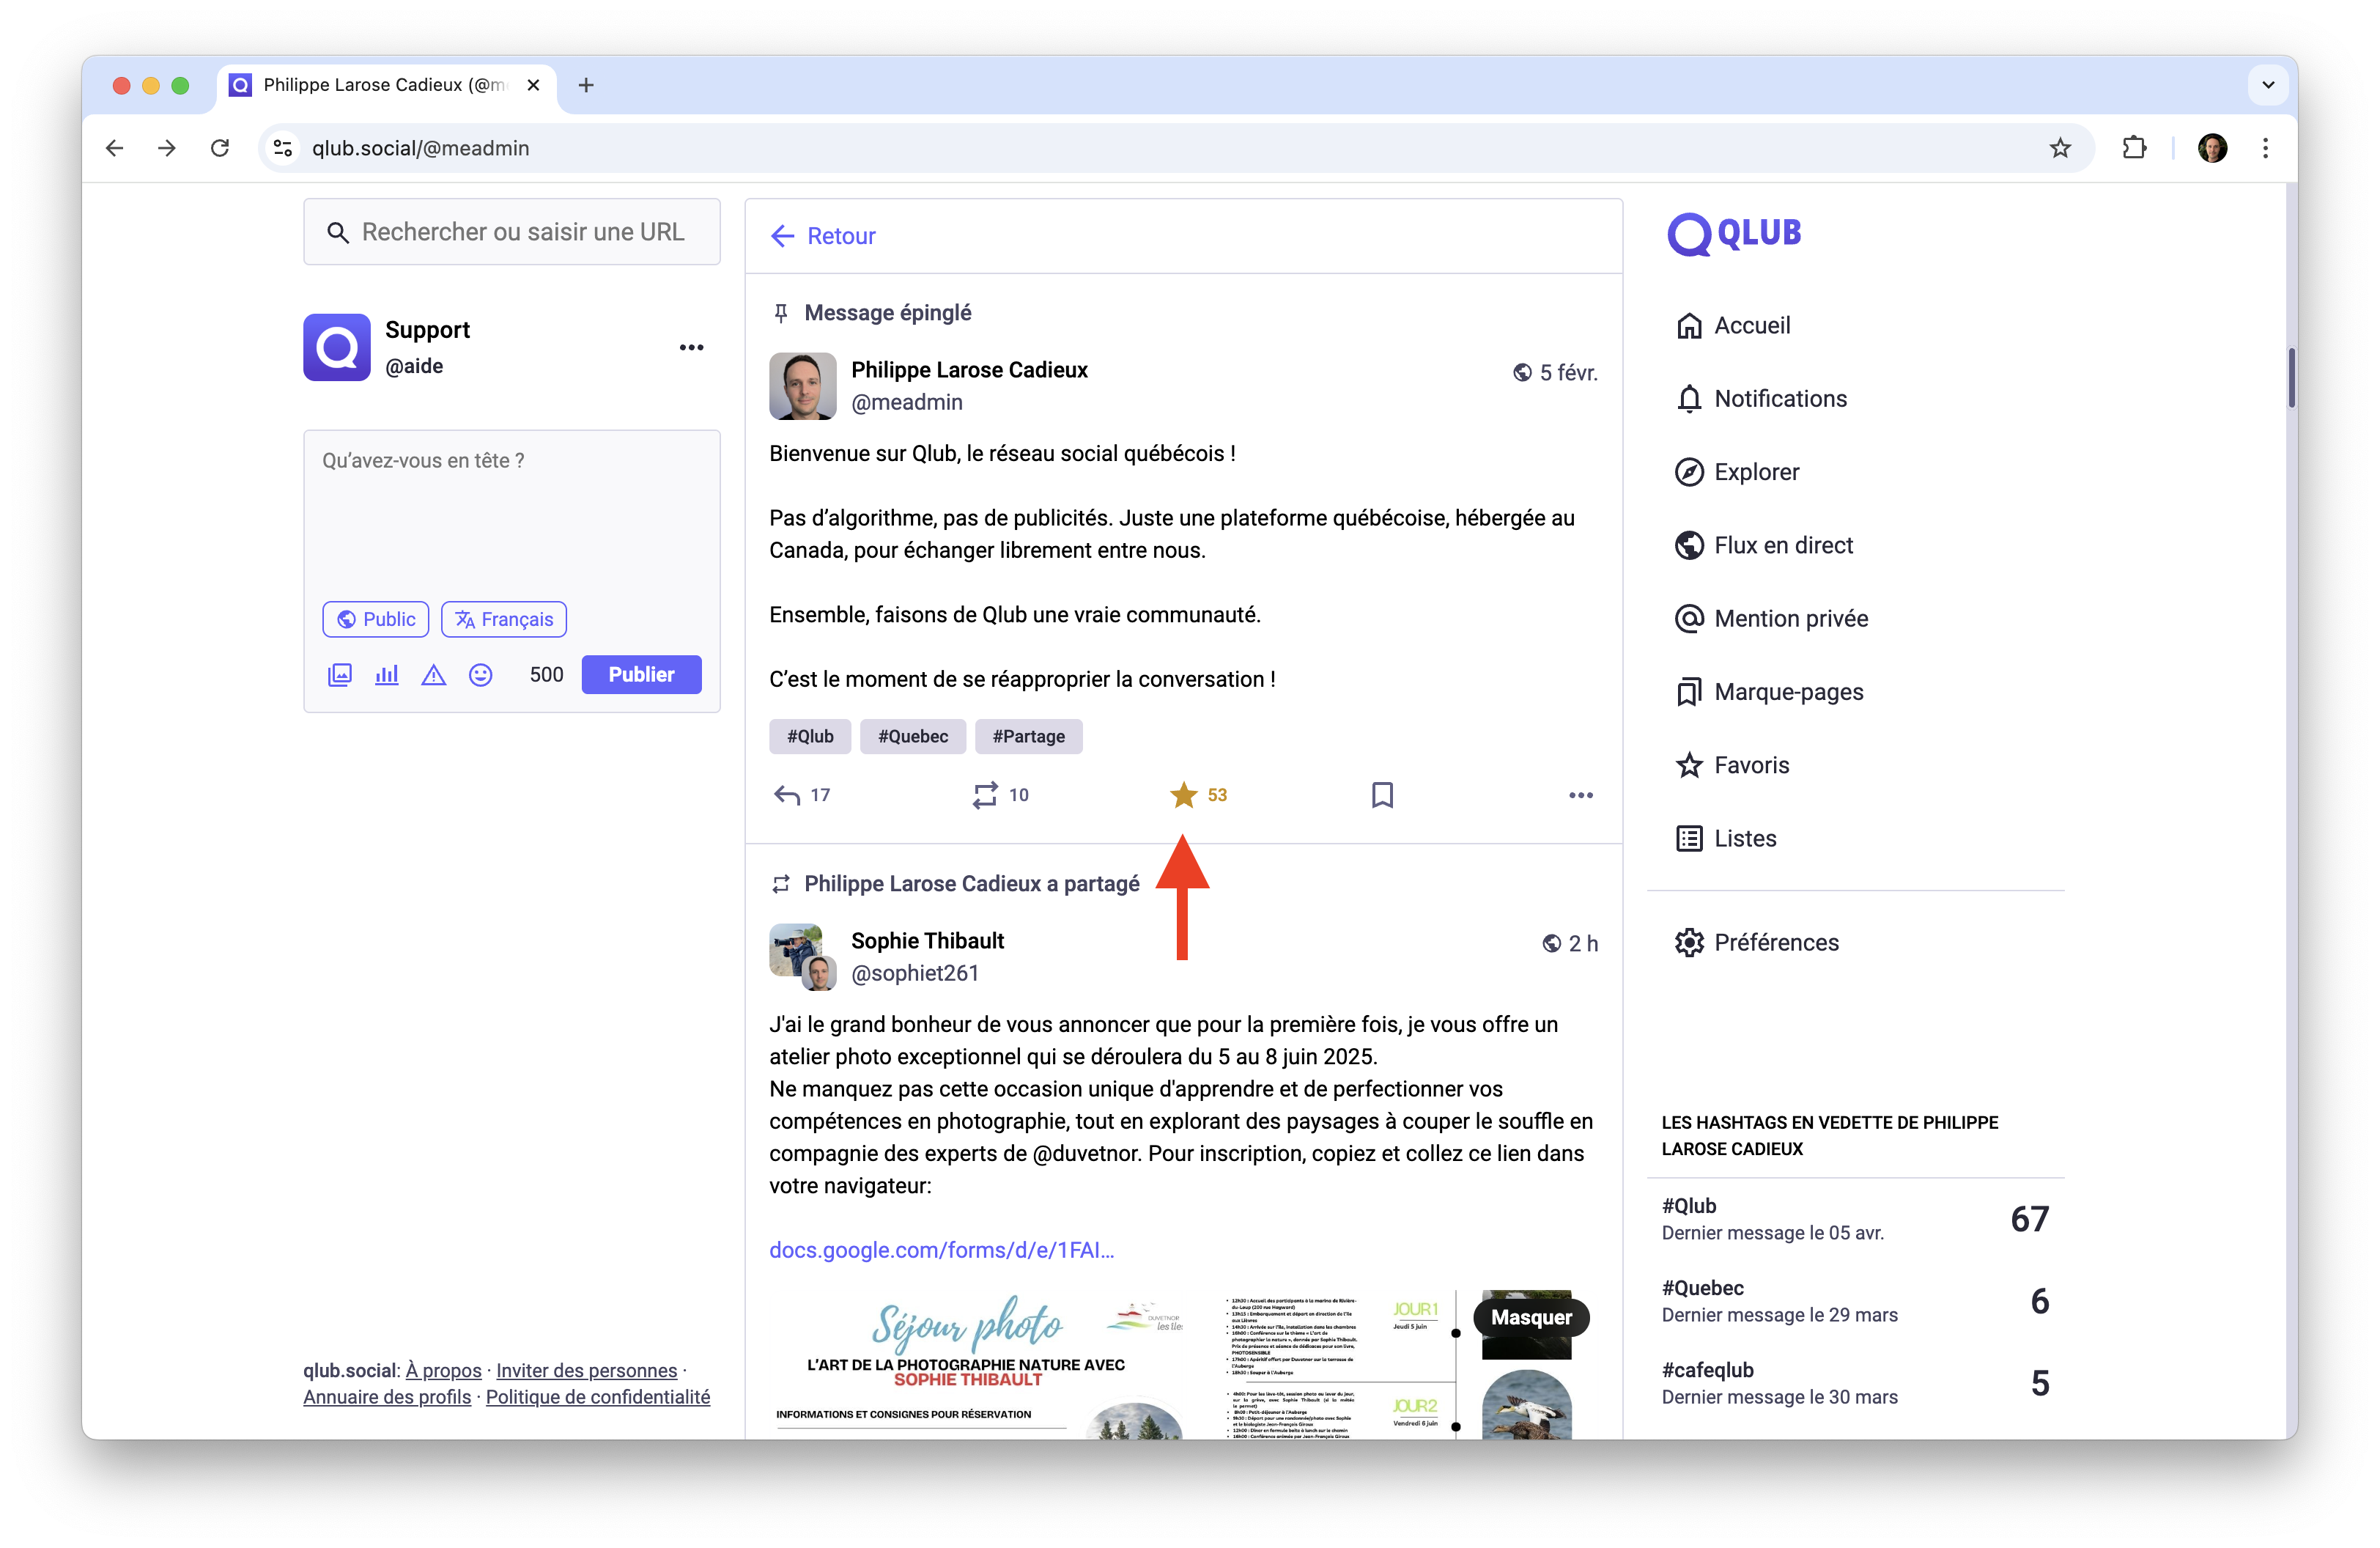 Philippe Larose Cadieux (@m
qlub.social/@meadmin
Rechercher ou saisir une URL
Support
@aide
Qu’avez-vous en tête ?
Public
Français
500
Publier
qlub.social: À propos · Inviter des personnes ·
Annuaire des profils · Politique de confidentialité
Retour
Message épinglé
Philippe Larose Cadieux
@meadmin
5 févr.
Bienvenue sur Qlub, le réseau social québécois !
Pas d’algorithme, pas de publicités. Juste une plateforme québécoise, hébergée au
Canada, pour échanger librement entre nous.
Ensemble, faisons de Qlub une vraie communauté.
C’est le moment de se réapproprier la conversation !
#Qlub
#Quebec
#Partage
17
10
53
Philippe Larose Cadieux a partagé
Sophie Thibault
@sophiet261
2 h
J'ai le grand bonheur de vous annoncer que pour la première fois, je vous offre un
atelier photo exceptionnel qui se déroulera du 5 au 8 juin 2025.
Ne manquez pas cette occasion unique d'apprendre et de perfectionner vos
compétences en photographie, tout en explorant des paysages à couper le souffle en
compagnie des experts de @duvetnor. Pour inscription, copiez et collez ce lien dans
votre navigateur:
docs.google.com/forms/d/e/1FAI…
Séjour photo
DUVETNOR
les îles
L’ART DE LA PHOTOGRAPHIE NATURE AVEC
SOPHIE THIBAULT
INFORMATIONS ET CONSIGNES POUR RÉSERVATION
JOUR1
Jeudi 5 juin
JOUR2
Vendredi 6 juin
Masquer
QLUB
Accueil
Notifications
Explorer
Flux en direct
Mention privée
Marque-pages
Favoris
Listes
Préférences
LES HASHTAGS EN VEDETTE DE PHILIPPE
LAROSE CADIEUX
#Qlub
Dernier message le 05 avr.
67
#Quebec
Dernier message le 29 mars
6
#cafeqlub
Dernier message le 30 mars
5